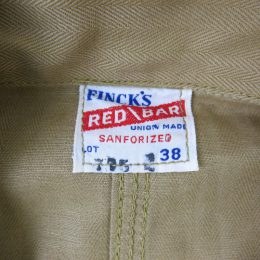 FINCK'S
RED BAR
UNION MADE
SANFORIZED
LOT 38